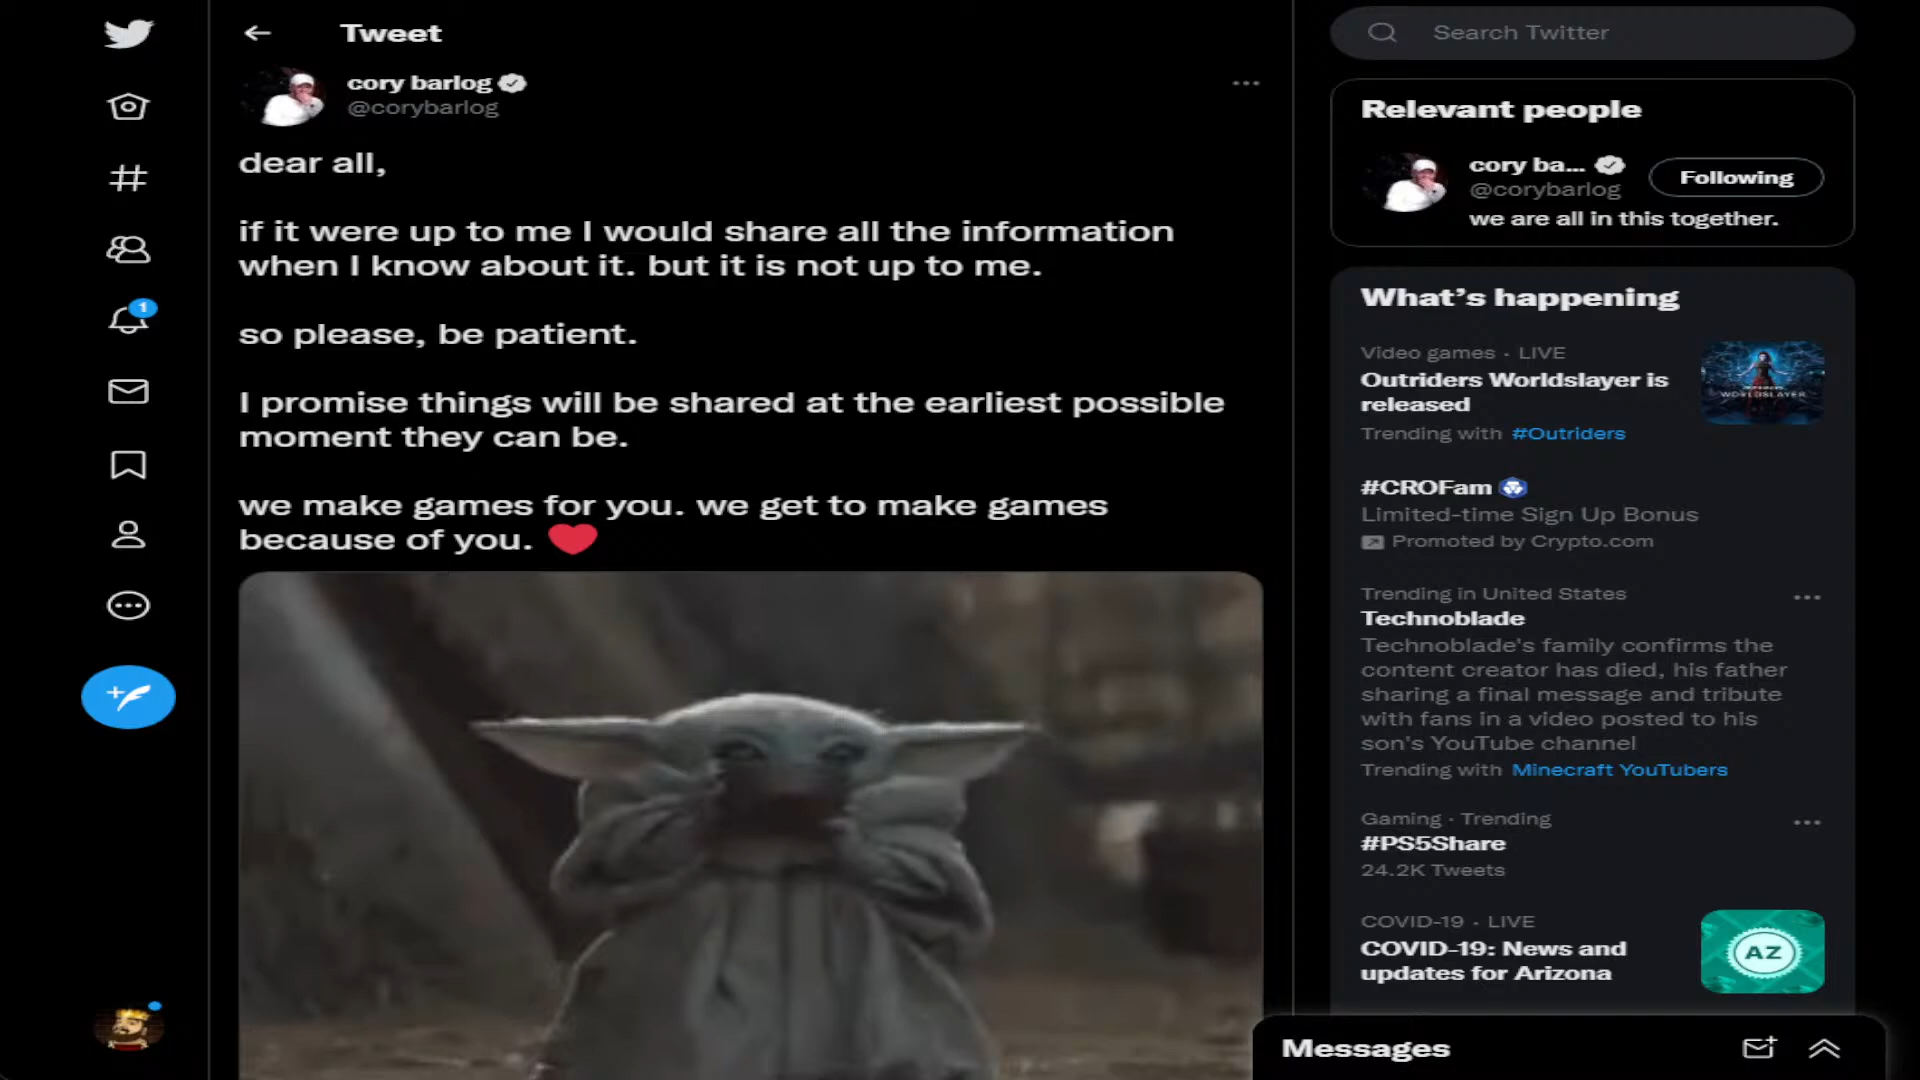 Tweet
cory barlog
@corybarlog
dear all,
if it were up to me I would share all the information
when I know about it. but it is not up to me.
so please, be patient.
I promise things will be shared at the earliest possible
moment they can be.
we make games for you. we get to make games
because of you. ❤️
1
Search Twitter
Relevant people
cory ba...
@corybarlog
Following
we are all in this together.
What’s happening
Video games · LIVE
Outriders Worldslayer is
released
Trending with #Outriders
WORLDSLAYER
#CROFam
Limited-time Sign Up Bonus
Promoted by Crypto.com
Trending in United States
Technoblade
Technoblade's family confirms the
content creator has died, his father
sharing a final message and tribute
with fans in a video posted to his
son's YouTube channel
Trending with Minecraft YouTubers
Gaming · Trending
#PS5Share
24.2K Tweets
COVID-19 · LIVE
COVID-19: News and
updates for Arizona
AZ
Messages